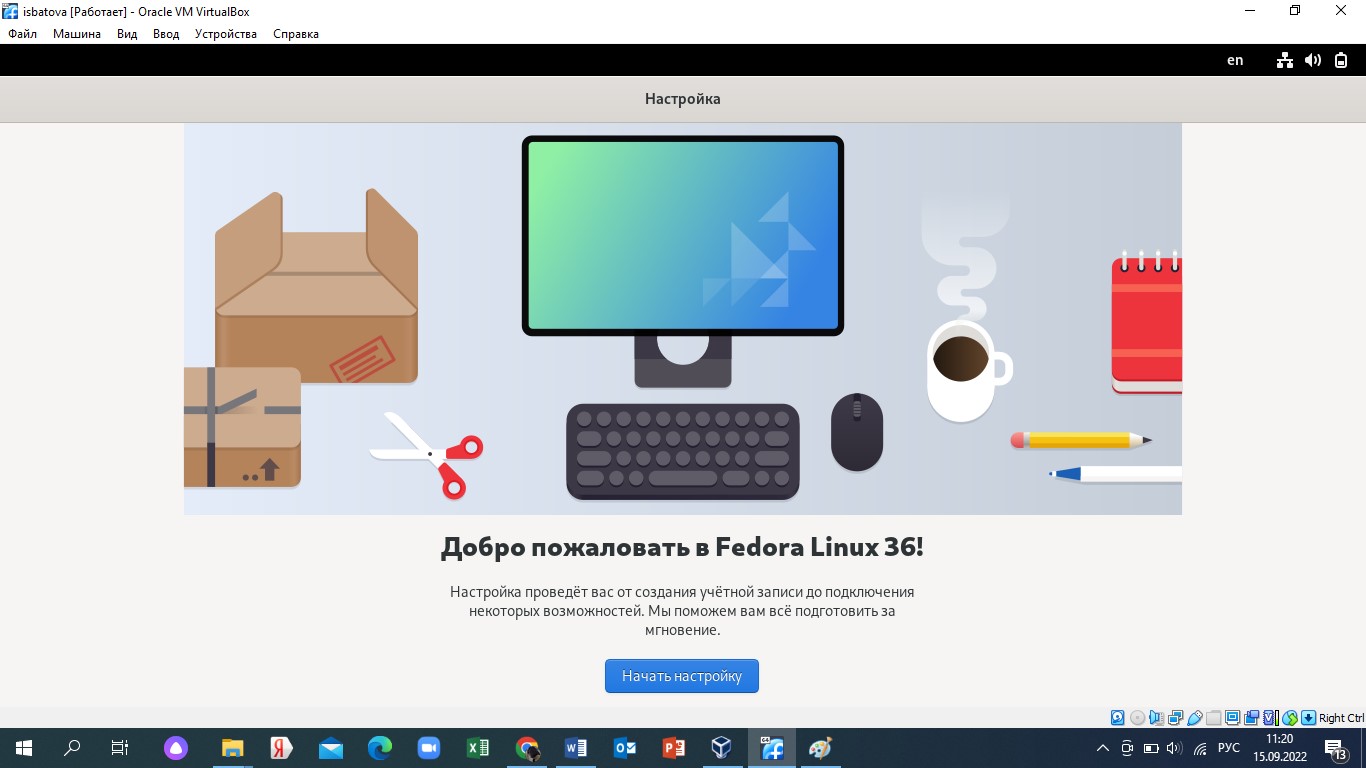 isbatova [Работает] - Oracle VM VirtualBox
Файл Машина Вид Ввод Устройства Справка
en
Настройка
Добро пожаловать в Fedora Linux 36!
Настройка проведёт вас от создания учётной записи до подключения
некоторых возможностей. Мы поможем вам всё подготовить за
мгновение.
Начать настройку
Right Ctrl
РУС
11:20
15.09.2022
13